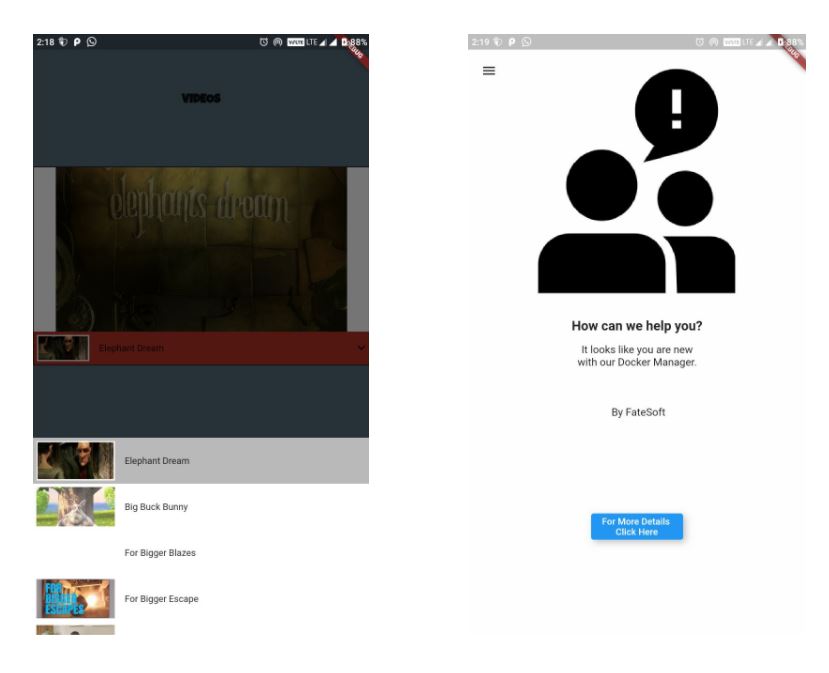 2:18
LTE
88%
DEBUG
VIDEOS
elephants dream
Elephant Dream
Elephant Dream
Big Buck Bunny
For Bigger Blazes
FOR
BIGGER
ESCAPES
For Bigger Escape
2:19
LTE
88%
DEBUG
How can we help you?
It looks like you are new
with our Docker Manager.
By FateSoft
For More Details
Click Here